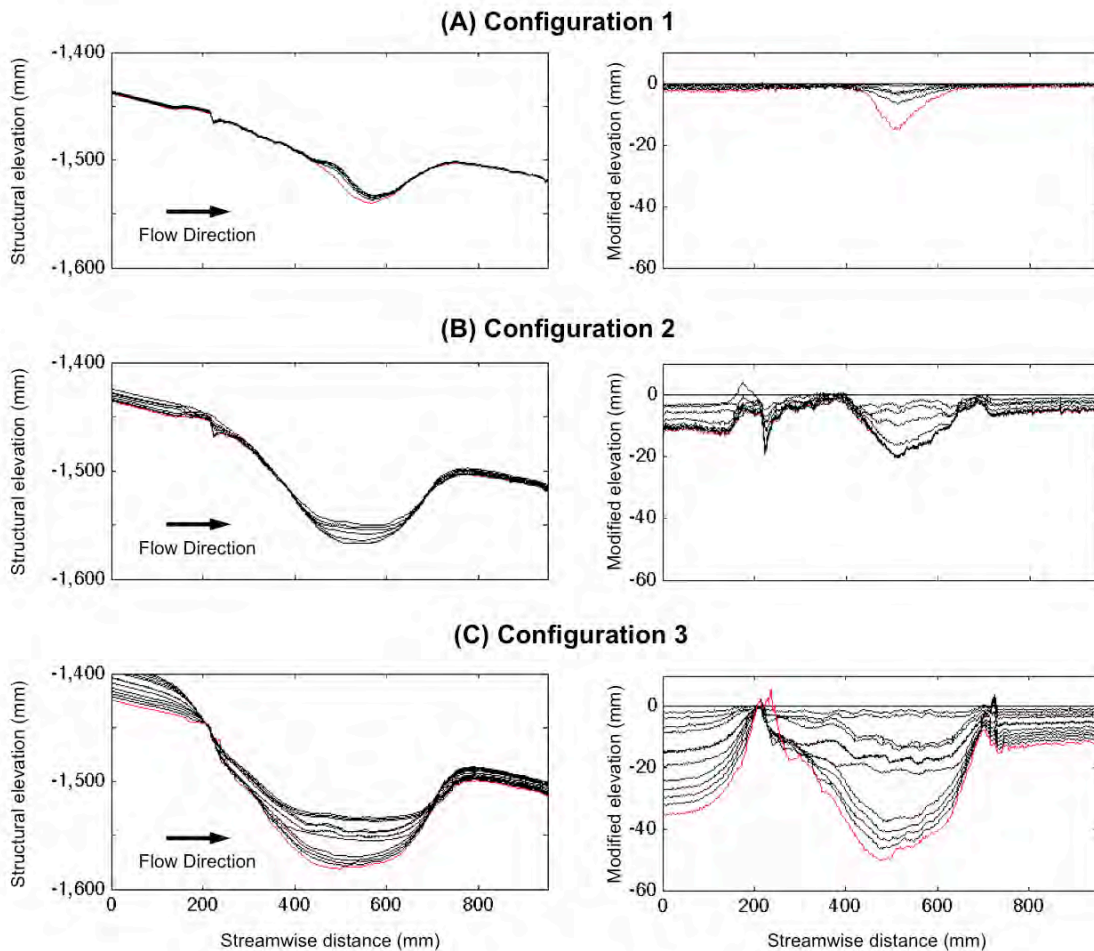 (A) Configuration 1
Structural elevation (mm)
-1,400
-1,500
-1,600
Flow Direction
Modified elevation (mm)
0
-20
-40
-60
(B) Configuration 2
Structural elevation (mm)
-1,400
-1,500
-1,600
Flow Direction
Modified elevation (mm)
0
-20
-40
-60
(C) Configuration 3
Structural elevation (mm)
-1,400
-1,500
-1,600
Flow Direction
0 200 400 600 800
Streamwise distance (mm)
Modified elevation (mm)
0
-20
-40
-60
0 200 400 600 800
Streamwise distance (mm)